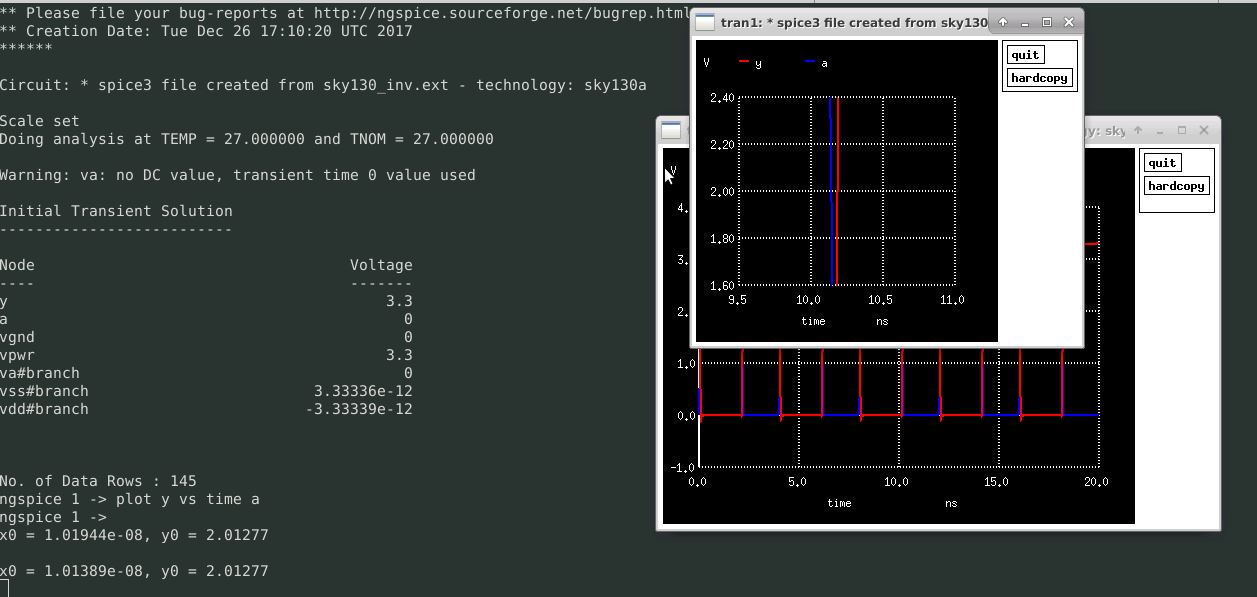 ** Please file your bug-reports at http://ngspice.sourceforge.net/bugrep.html
** Creation Date: Tue Dec 26 17:10:20 UTC 2017
******
Circuit: * spice3 file created from sky130_inv.ext - technology: sky130a
Scale set
Doing analysis at TEMP = 27.000000 and TNOM = 27.000000
Warning: va: no DC value, transient time 0 value used
Initial Transient Solution
--------------------------
Node Voltage
---- -------
y 3.3
a 0
vgnd 0
vpwr 3.3
va#branch 0
vss#branch 3.33336e-12
vdd#branch -3.33339e-12
No. of Data Rows : 145
ngspice 1 -> plot y vs time a
ngspice 1 ->
x0 = 1.01944e-08, y0 = 2.01277
x0 = 1.01389e-08, y0 = 2.01277
tran1: * spice3 file created from sky130
quit
hardcopy
V y a
2.40
2.20
2.00
1.80
1.60
9.5 10.0 10.5 11.0
time ns
gy: sky
quit
hardcopy
V
4.
3.
2.
1.0
0.0
-1.0
0.0 5.0 10.0 15.0 20.0
time ns